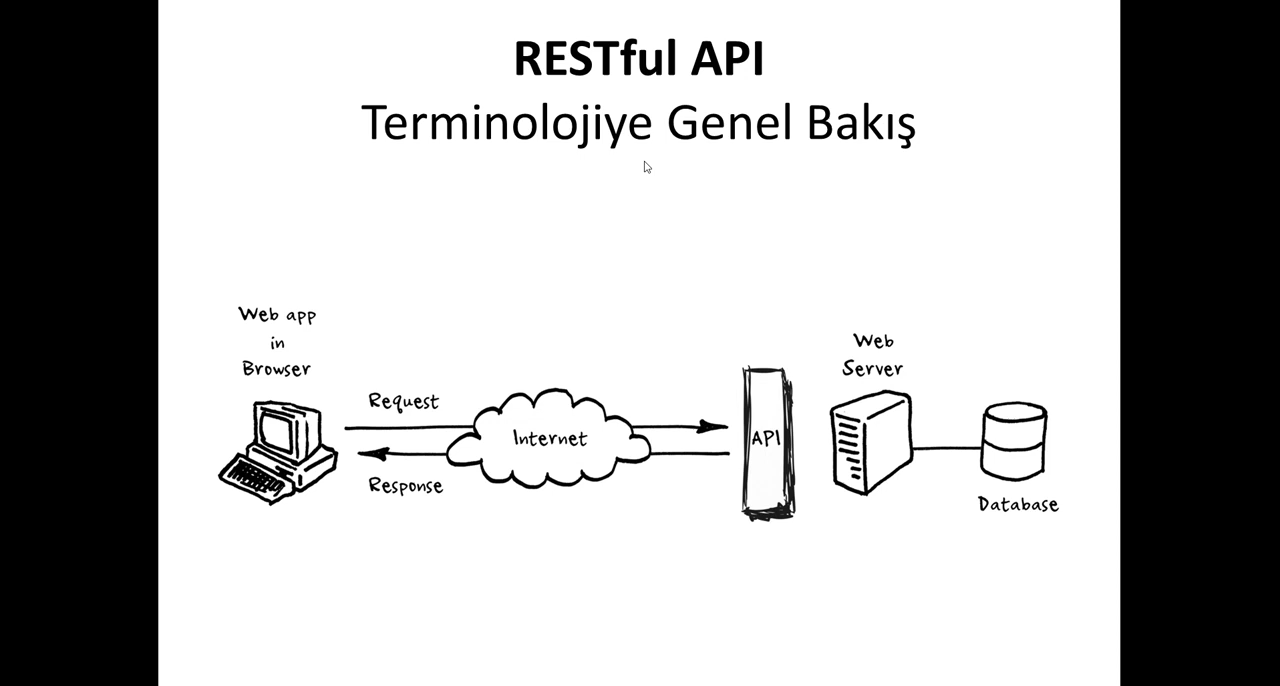 RESTful API
Terminolojiye Genel Bakış
Web app
in
Browser
Request
Internet
Response
API
Web
Server
Database